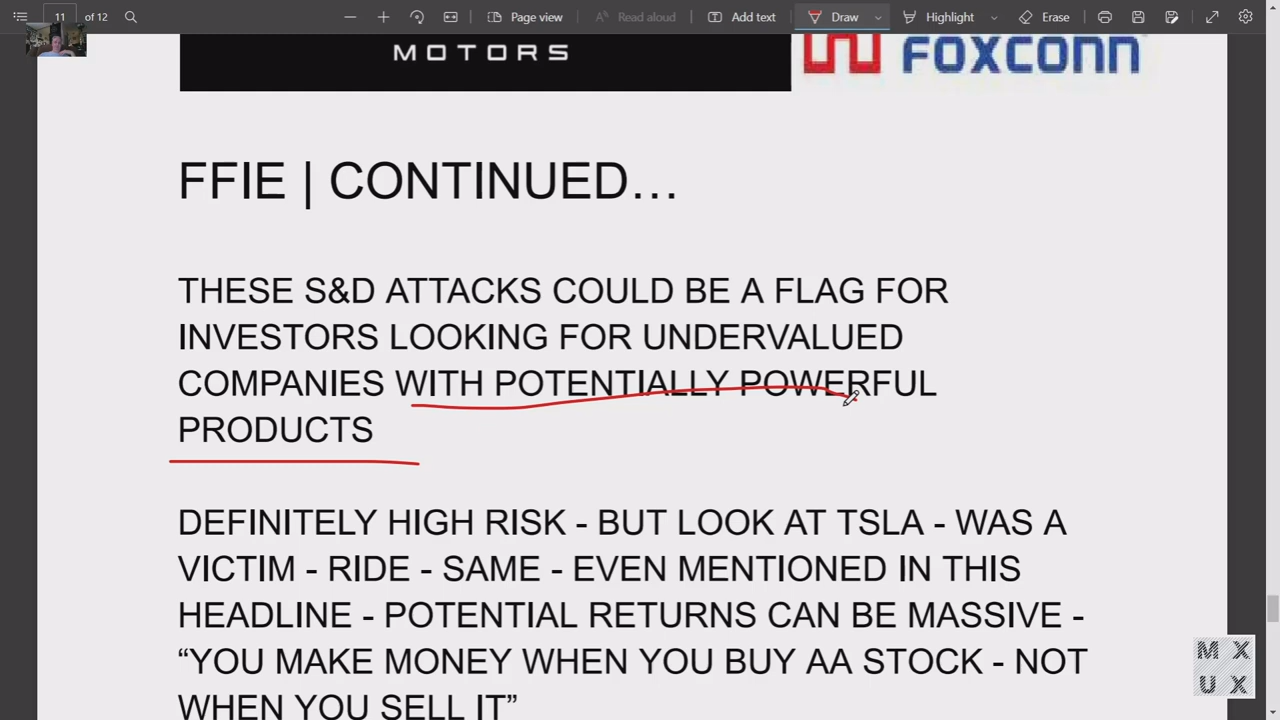 11 of 12
Page view
Read aloud
Add text
Draw
Highlight
Erase
MOTORS
FOXCONN
FFIE | CONTINUED…
THESE S&D ATTACKS COULD BE A FLAG FOR
INVESTORS LOOKING FOR UNDERVALUED
COMPANIES WITH POTENTIALLY POWERFUL
PRODUCTS
DEFINITELY HIGH RISK - BUT LOOK AT TSLA - WAS A
VICTIM - RIDE - SAME - EVEN MENTIONED IN THIS
HEADLINE - POTENTIAL RETURNS CAN BE MASSIVE -
“YOU MAKE MONEY WHEN YOU BUY AA STOCK - NOT
WHEN YOU SELL IT”
M X
U X